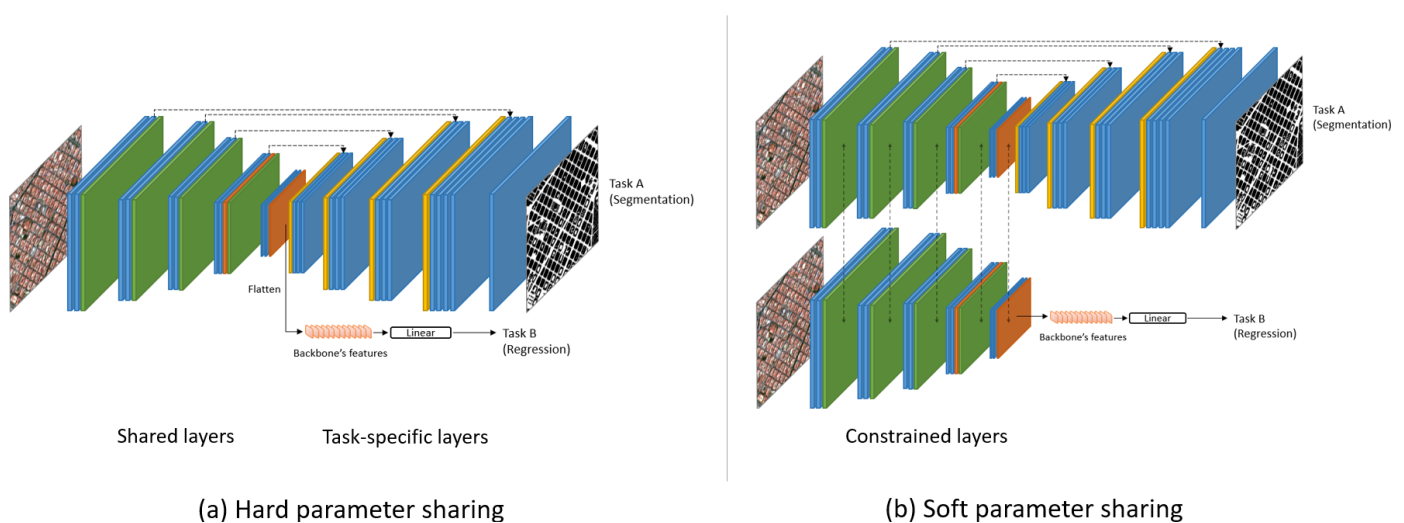 Task A
(Segmentation)
Flatten
Linear
Task B
(Regression)
Backbone's features
Shared layers
Task-specific layers
(a) Hard parameter sharing
Task A
(Segmentation)
Linear
Task B
(Regression)
Backbone's features
Constrained layers
(b) Soft parameter sharing